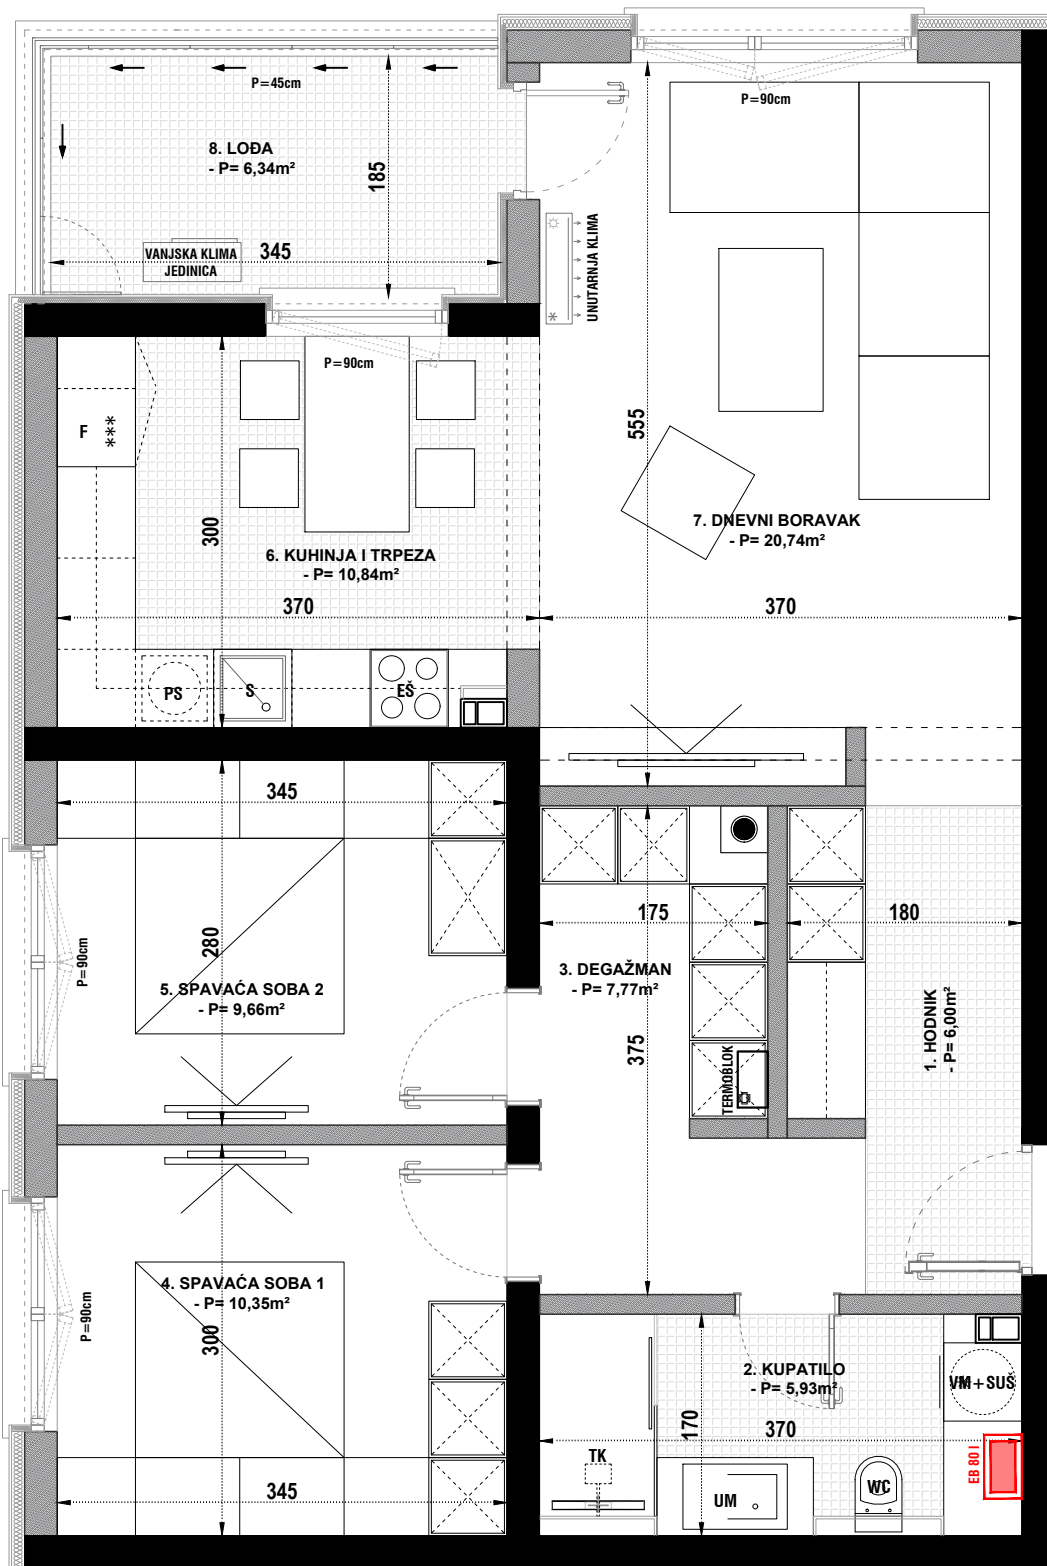 P=45cm
8. LOĐA
- P= 6,34m²
185
VANJSKA KLIMA
JEDINICA
345
P=90cm
UNUTARNJA KLIMA
555
P=90cm
F
***
300
6. KUHINJA I TRPEZA
- P= 10,84m²
370
7. DNEVNI BORAVAK
- P= 20,74m²
370
PS
S
EŠ
345
280
P=90cm
5. SPAVAĆA SOBA 2
- P= 9,66m²
175
3. DEGAŽMAN
- P= 7,77m²
375
TERMOBLOK
180
1. HODNIK
- P= 6,00m²
4. SPAVAĆA SOBA 1
- P= 10,35m²
P=90cm
300
345
2. KUPATILO
- P= 5,93m²
170
370
VM+SUŠ
EB 80 l
TK
UM
WC